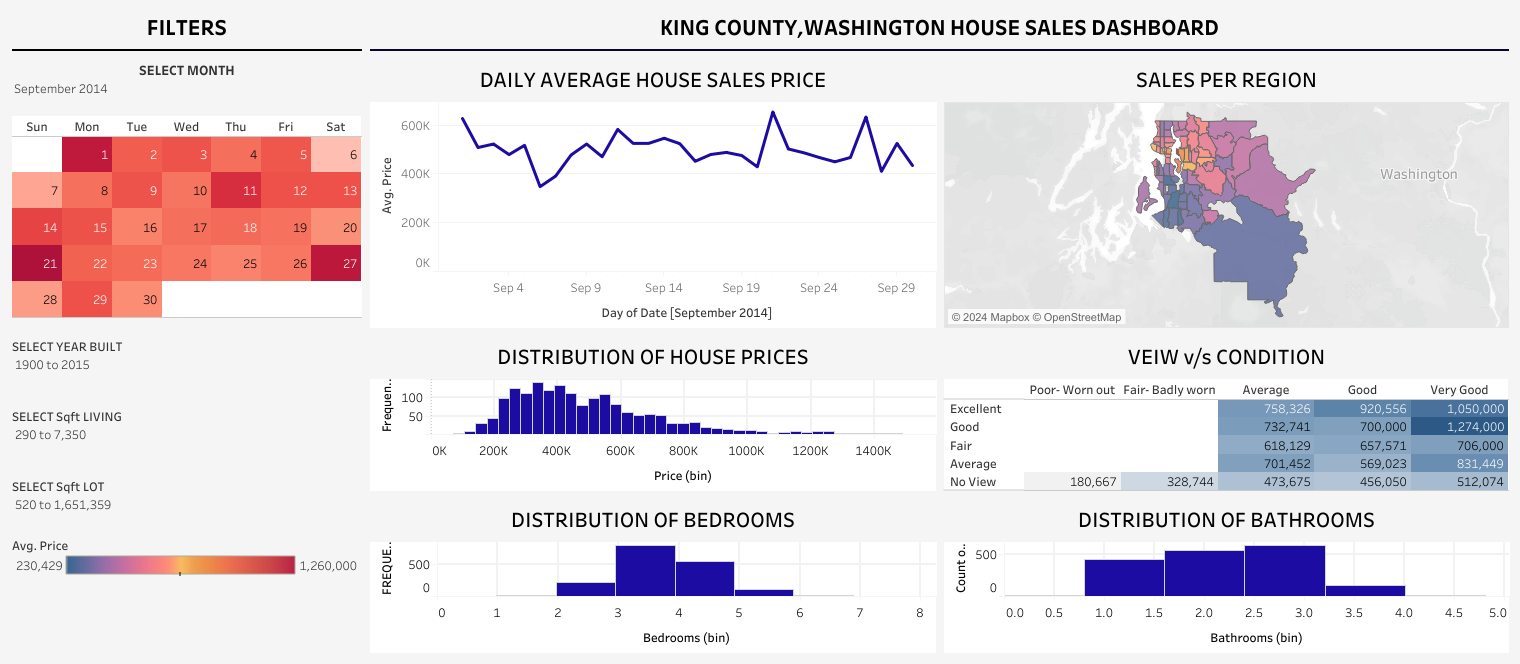 FILTERS
KING COUNTY,WASHINGTON HOUSE SALES DASHBOARD
SELECT MONTH
September 2014
Sun Mon Tue Wed Thu Fri Sat
1 2 3 4 5 6
7 8 9 10 11 12 13
14 15 16 17 18 19 20
21 22 23 24 25 26 27
28 29 30
SELECT YEAR BUILT
1900 to 2015
SELECT Sqft LIVING
290 to 7,350
SELECT Sqft LOT
520 to 1,651,359
Avg. Price
230,429 1,260,000
DAILY AVERAGE HOUSE SALES PRICE
Avg. Price
600K
400K
200K
0K
Sep 4 Sep 9 Sep 14 Sep 19 Sep 24 Sep 29
Day of Date [September 2014]
SALES PER REGION
Washington
© 2024 Mapbox © OpenStreetMap
DISTRIBUTION OF HOUSE PRICES
Frequen..
100
50
0K 200K 400K 600K 800K 1000K 1200K 1400K
Price (bin)
VEIW v/s CONDITION
Poor- Worn out Fair- Badly worn Average Good Very Good
Excellent 758,326 920,556 1,050,000
Good 732,741 700,000 1,274,000
Fair 618,129 657,571 706,000
Average 701,452 569,023 831,449
No View 180,667 328,744 473,675 456,050 512,074
DISTRIBUTION OF BEDROOMS
FREQUE..
500
0
0 1 2 3 4 5 6 7 8
Bedrooms (bin)
DISTRIBUTION OF BATHROOMS
Count o..
500
0
0.0 0.5 1.0 1.5 2.0 2.5 3.0 3.5 4.0 4.5 5.0
Bathrooms (bin)